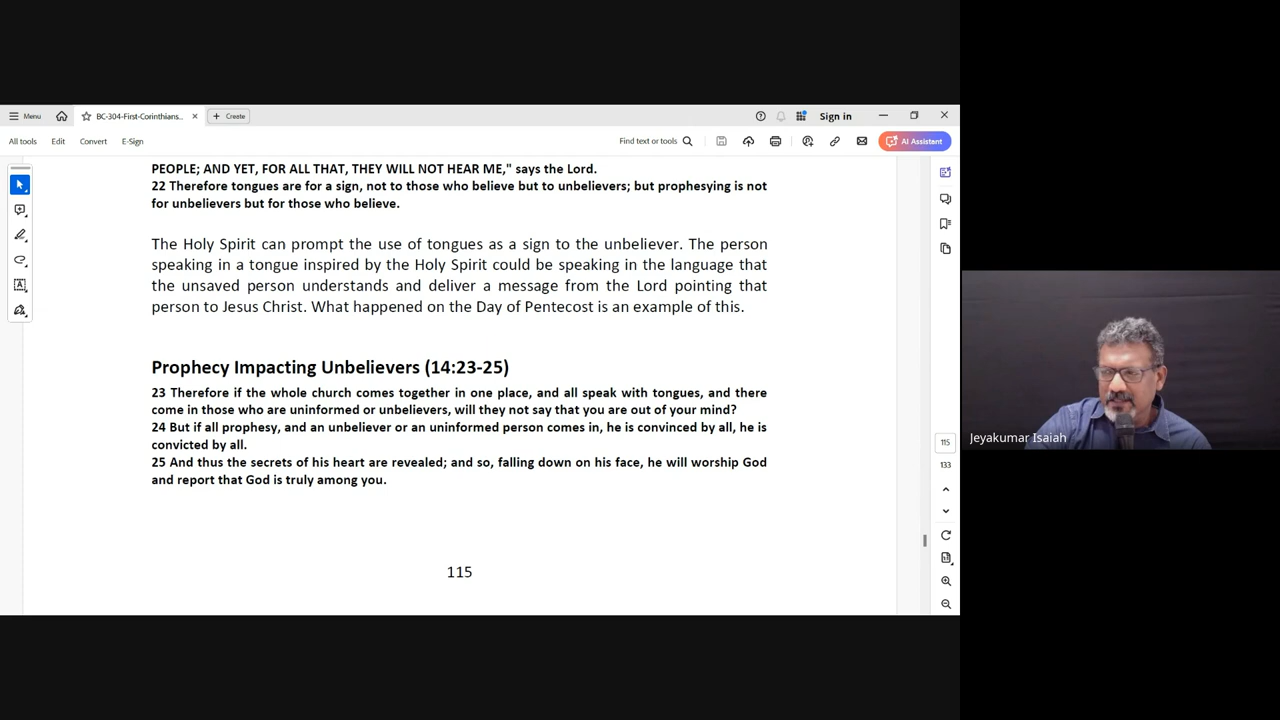 Menu
BC-304-First-Corinthians...
Create
Sign in
All tools
Edit
Convert
E-Sign
Find text or tools
AI Assistant
PEOPLE; AND YET, FOR ALL THAT, THEY WILL NOT HEAR ME," says the Lord.
22 Therefore tongues are for a sign, not to those who believe but to unbelievers; but prophesying is not
for unbelievers but for those who believe.
The Holy Spirit can prompt the use of tongues as a sign to the unbeliever. The person
speaking in a tongue inspired by the Holy Spirit could be speaking in the language that
the unsaved person understands and deliver a message from the Lord pointing that
person to Jesus Christ. What happened on the Day of Pentecost is an example of this.
Prophecy Impacting Unbelievers (14:23-25)
23 Therefore if the whole church comes together in one place, and all speak with tongues, and there
come in those who are uninformed or unbelievers, will they not say that you are out of your mind?
24 But if all prophesy, and an unbeliever or an uninformed person comes in, he is convinced by all, he is
convicted by all.
25 And thus the secrets of his heart are revealed; and so, falling down on his face, he will worship God
and report that God is truly among you.
115
115
133
Jeyakumar Isaiah